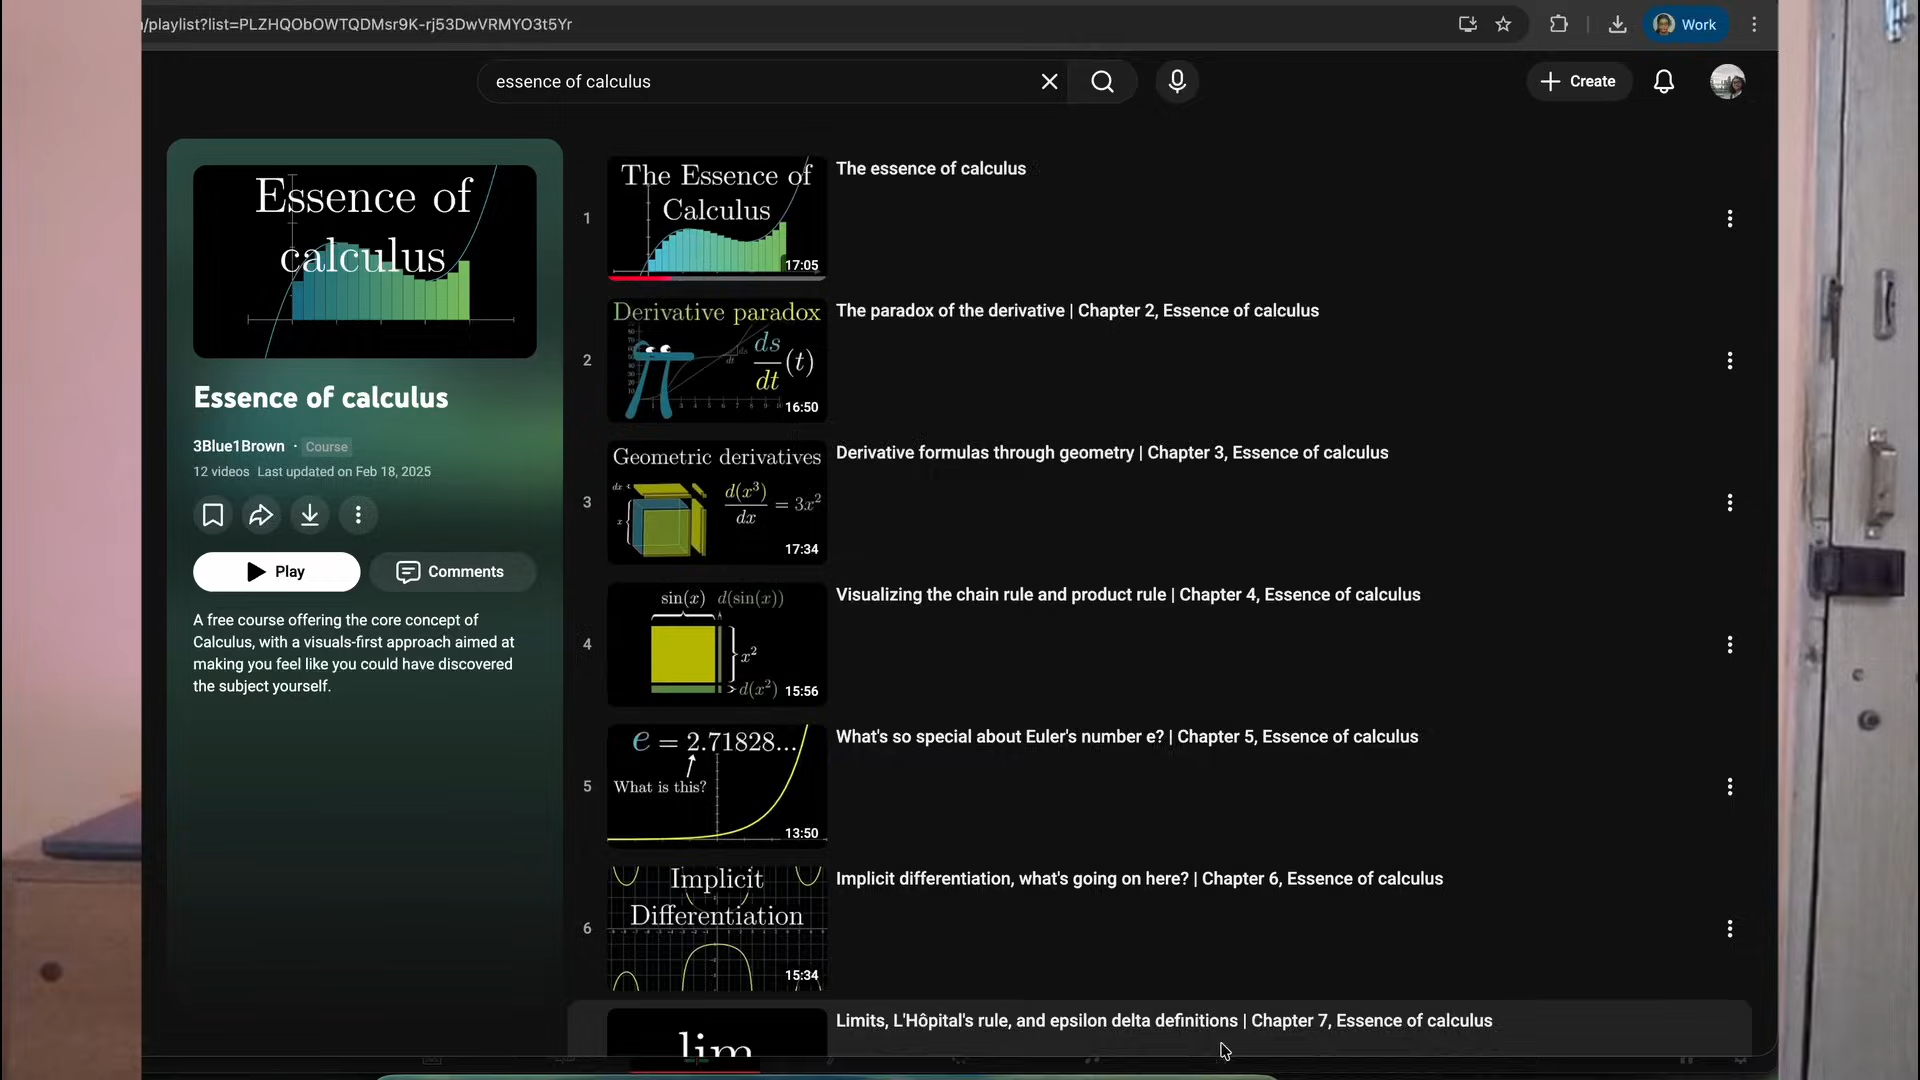 /playlist?list=PLZHQObOWTQDMsr9K-rj53DwVRMYO3t5Yr
Work
essence of calculus
Create
Essence of
calculus
Essence of calculus
3Blue1Brown · Course
12 videos Last updated on Feb 18, 2025
Play
Comments
A free course offering the core concept of
Calculus, with a visuals-first approach aimed at
making you feel like you could have discovered
the subject yourself.
1
The Essence of
Calculus
17:05
The essence of calculus
2
Derivative paradox
ds
dt
(t)
16:50
The paradox of the derivative | Chapter 2, Essence of calculus
3
Geometric derivatives
dx
x
d(x³)
dx
= 3x²
17:34
Derivative formulas through geometry | Chapter 3, Essence of calculus
4
sin(x) d(sin(x))
x²
d(x²)
15:56
Visualizing the chain rule and product rule | Chapter 4, Essence of calculus
5
e = 2.71828...
What is this?
13:50
What's so special about Euler's number e? | Chapter 5, Essence of calculus
6
Implicit
Differentiation
15:34
Implicit differentiation, what's going on here? | Chapter 6, Essence of calculus
lim
Limits, L'Hôpital's rule, and epsilon delta definitions | Chapter 7, Essence of calculus